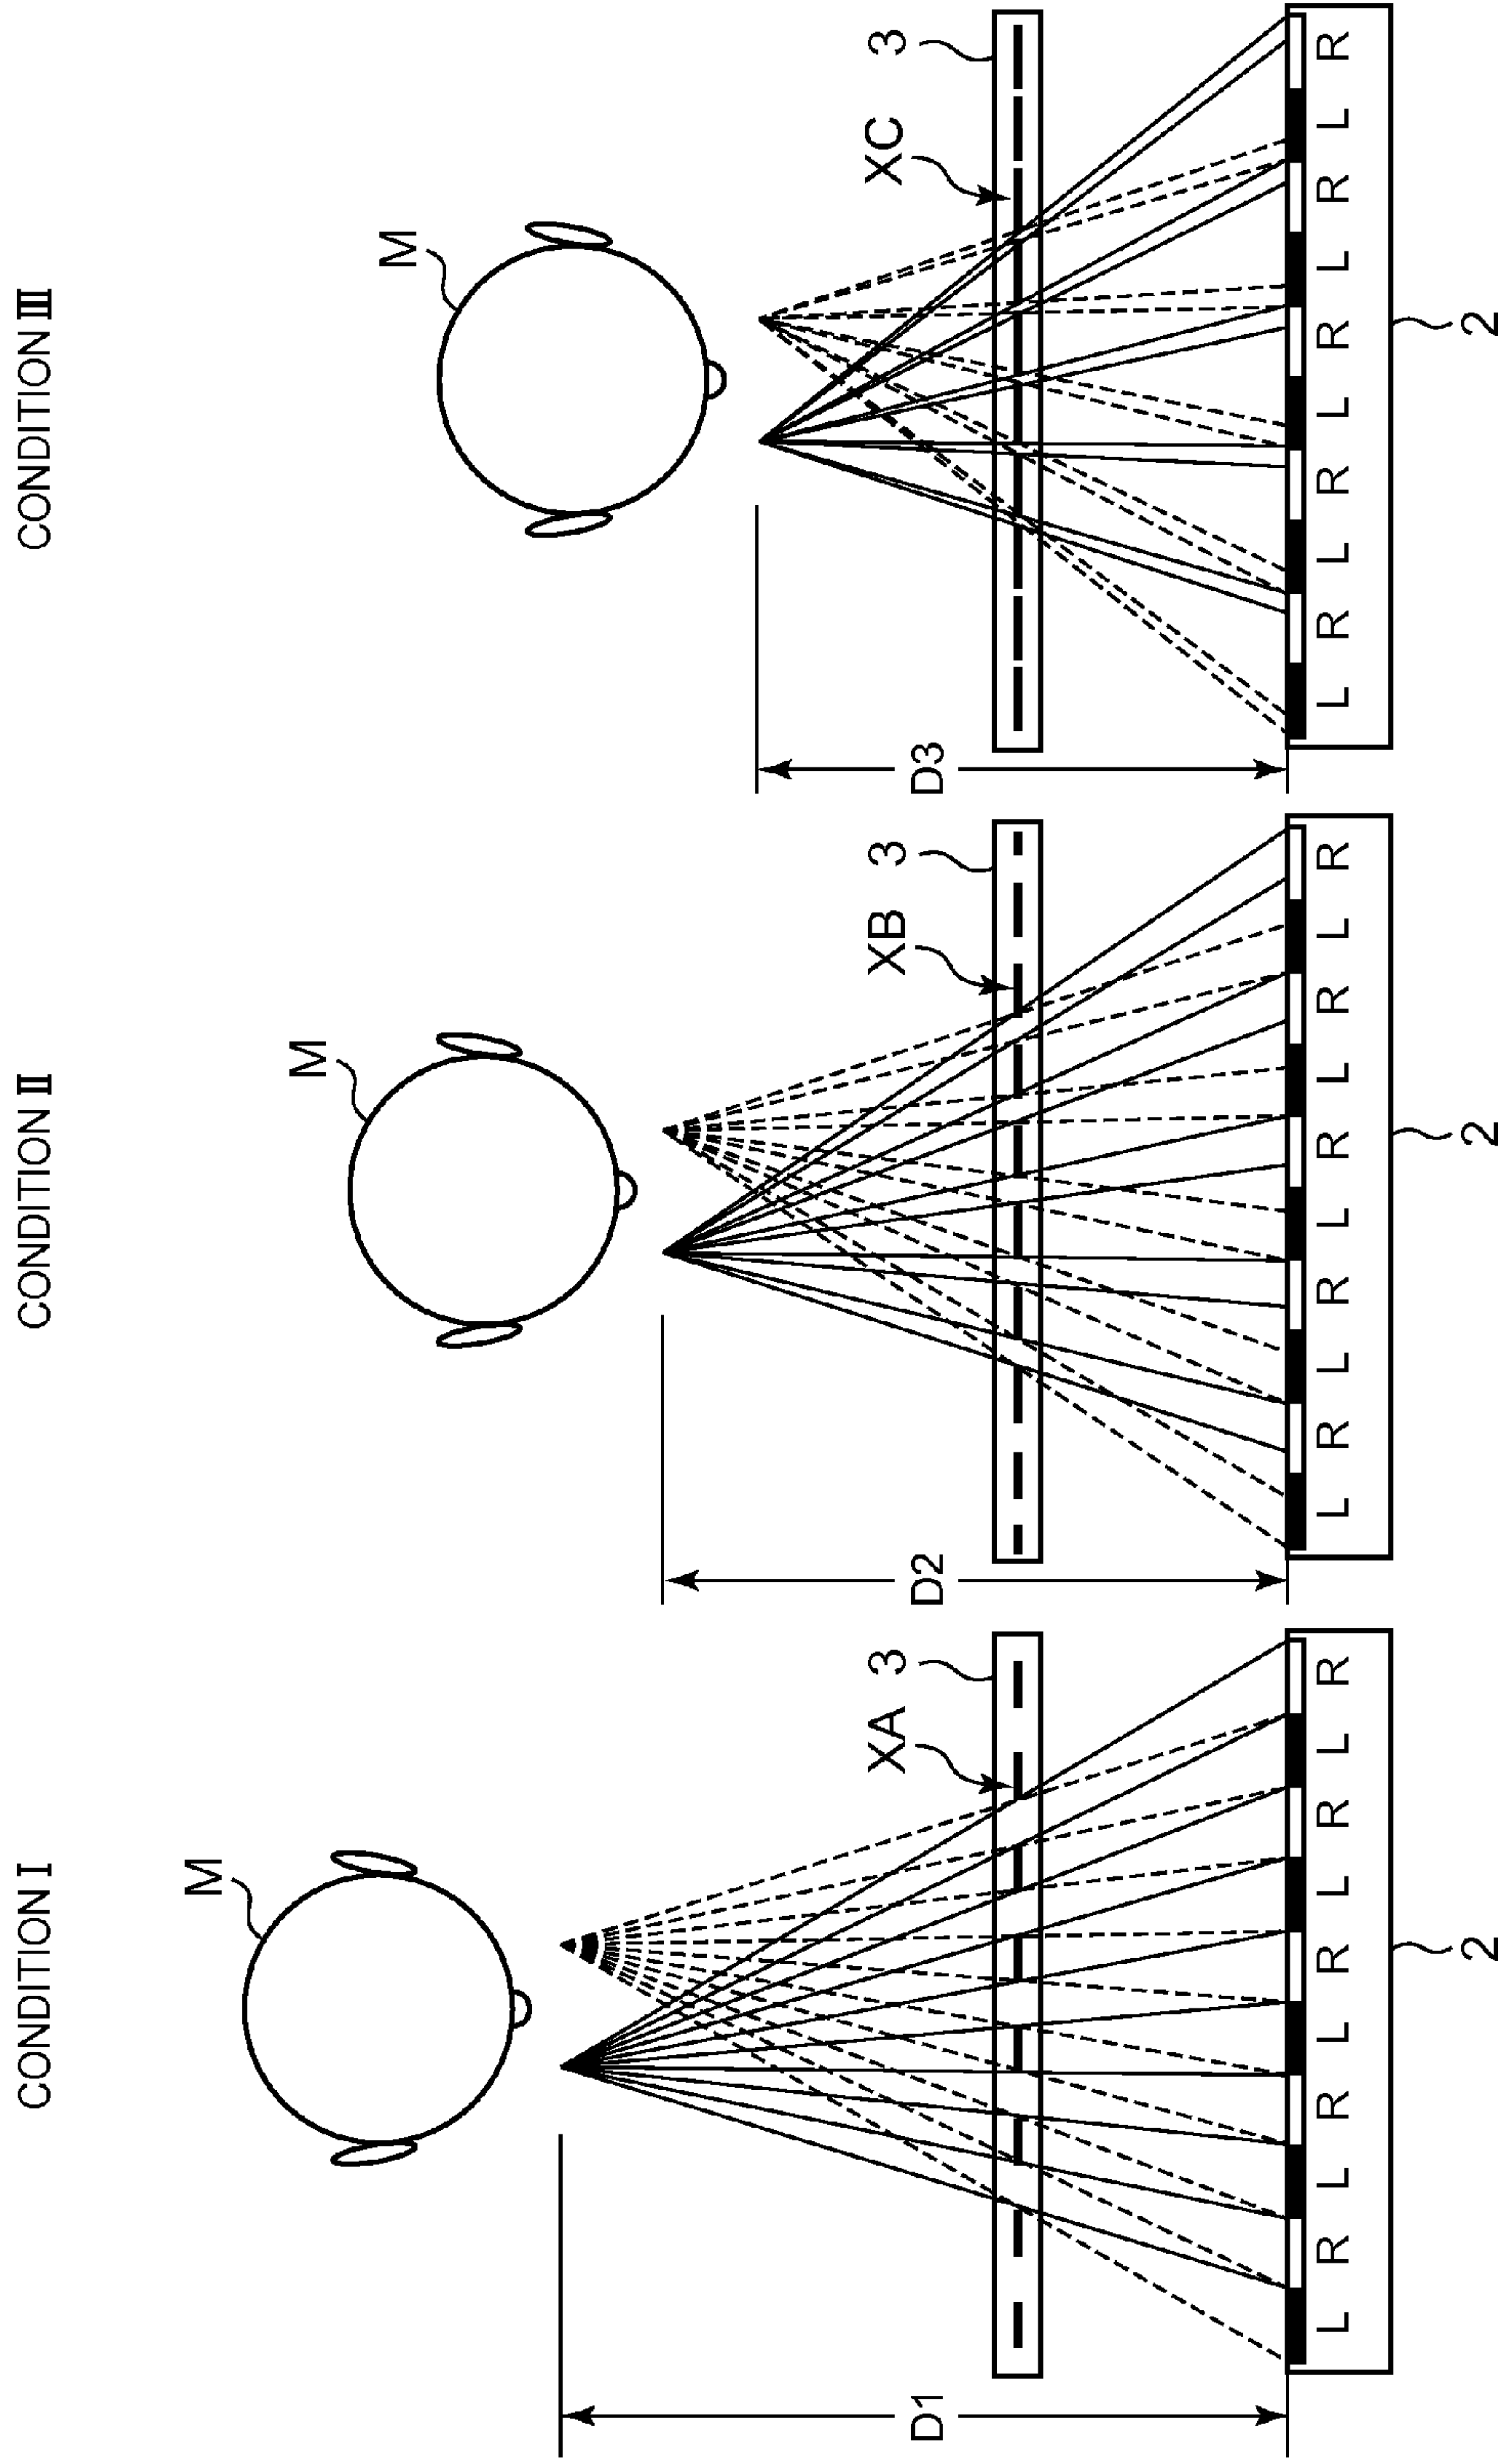 CONDITION I
M
XA
3
D1
L R L R L R L R L R
2
CONDITION II
M
XB
3
D2
L R L R L R L R L R
2
CONDITION III
M
XC
3
D3
L R L R L R L R L R
2